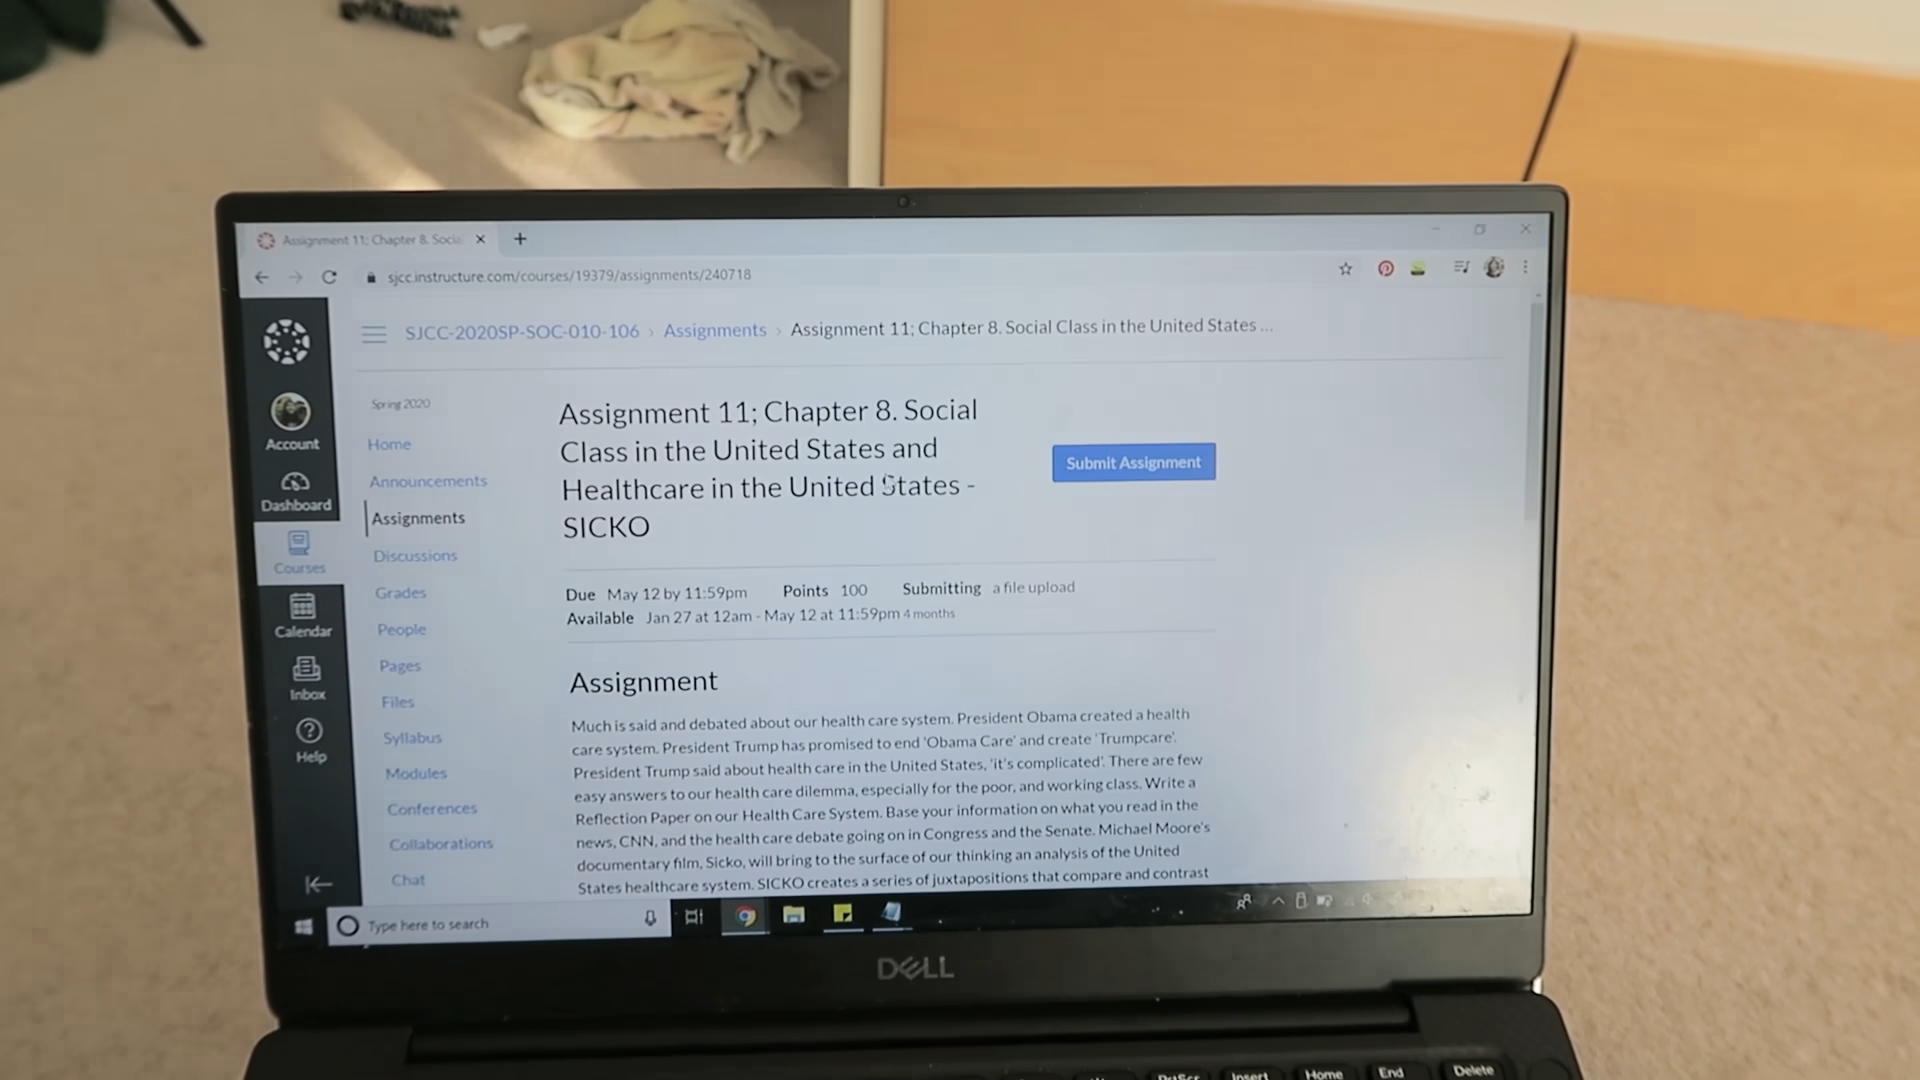 Assignment 11; Chapter 8. Socia
sjcc.instructure.com/courses/19379/assignments/240718
SJCC-2020SP-SOC-010-106 › Assignments › Assignment 11; Chapter 8. Social Class in the United States ...
Account
Dashboard
Courses
Calendar
Inbox
Help
Spring 2020
Home
Announcements
Assignments
Discussions
Grades
People
Pages
Files
Syllabus
Modules
Conferences
Collaborations
Chat
Assignment 11; Chapter 8. Social
Class in the United States and
Healthcare in the United States -
SICKO
Submit Assignment
Due May 12 by 11:59pm Points 100 Submitting a file upload
Available Jan 27 at 12am - May 12 at 11:59pm 4 months
Assignment
Much is said and debated about our health care system. President Obama created a health
care system. President Trump has promised to end 'Obama Care' and create 'Trumpcare'.
President Trump said about health care in the United States, 'it's complicated'. There are few
easy answers to our health care dilemma, especially for the poor, and working class. Write a
Reflection Paper on our Health Care System. Base your information on what you read in the
news, CNN, and the health care debate going on in Congress and the Senate. Michael Moore's
documentary film, Sicko, will bring to the surface of our thinking an analysis of the United
States healthcare system. SICKO creates a series of juxtapositions that compare and contrast
Type here to search
DELL
PrtScr Insert Home End Delete